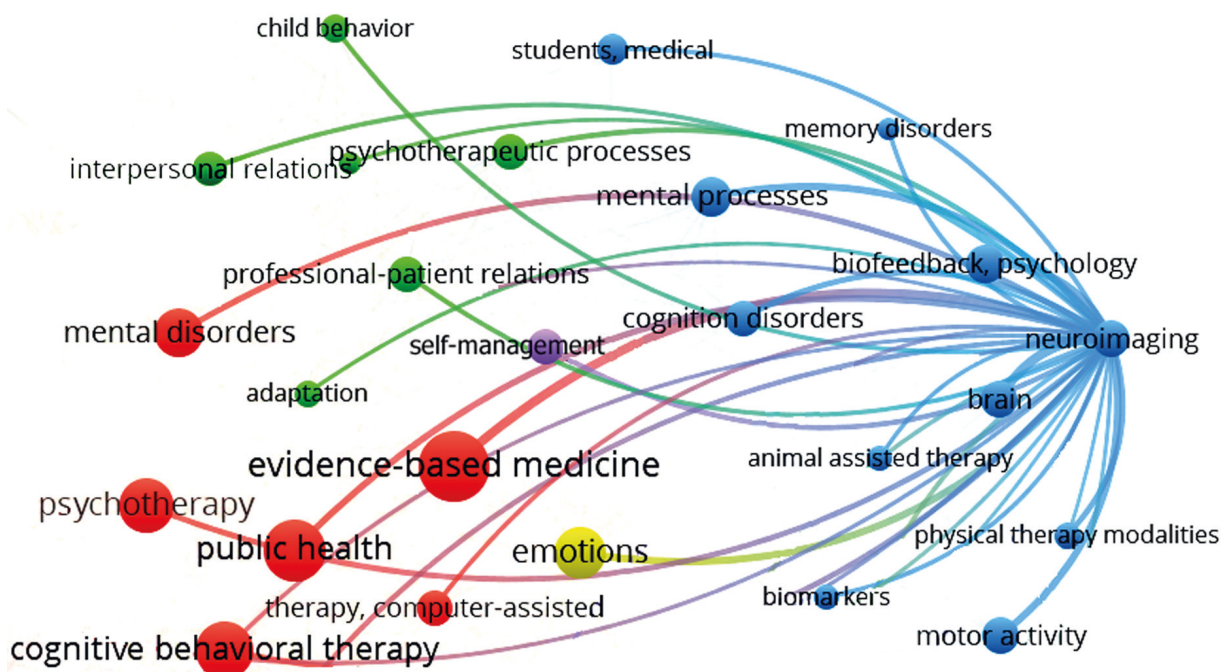 child behavior
students, medical
memory disorders
psychotherapeutic processes
interpersonal relations
mental processes
biofeedback, psychology
professional-patient relations
cognition disorders
mental disorders
self-management
neuroimaging
adaptation
brain
evidence-based medicine
animal assisted therapy
psychotherapy
physical therapy modalities
public health
emotions
biomarkers
therapy, computer-assisted
motor activity
cognitive behavioral therapy